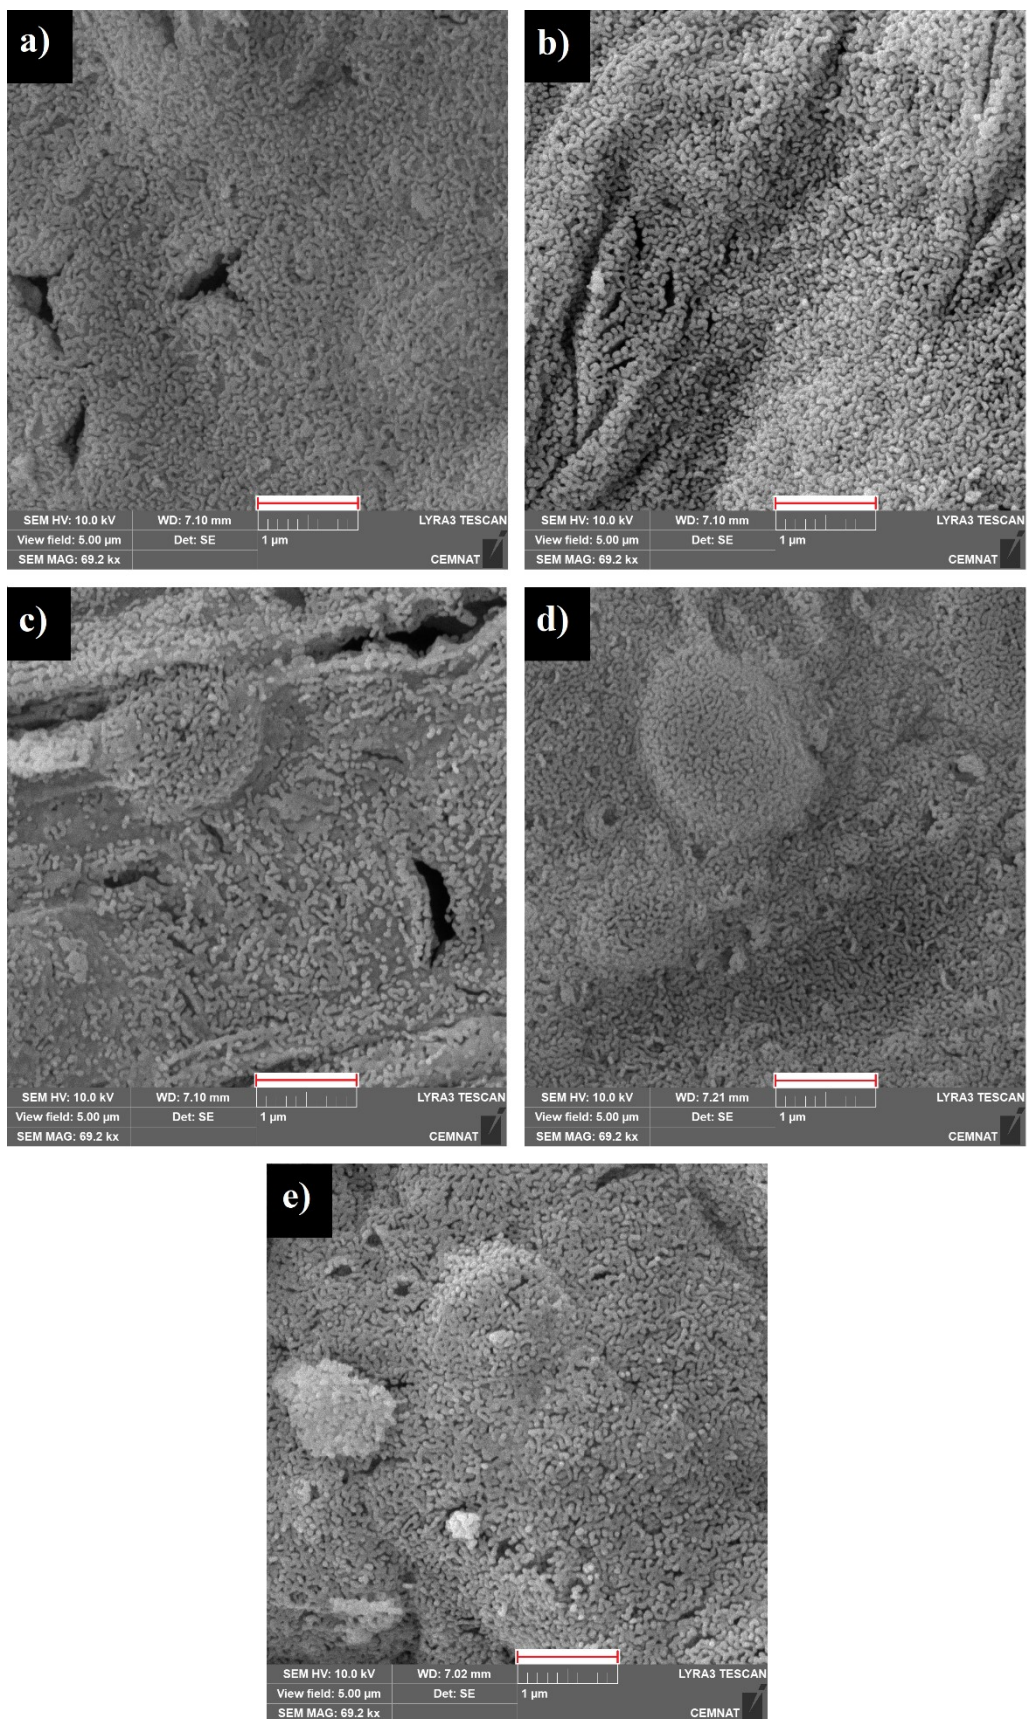 a)
b)
SEM HV: 10.0 kV WD: 7.10 mm LYRA3 TESCAN
View field: 5.00 µm Det: SE 1 µm
SEM MAG: 69.2 kx CEMNAT
SEM HV: 10.0 kV WD: 7.10 mm LYRA3 TESCAN
View field: 5.00 µm Det: SE 1 µm
SEM MAG: 69.2 kx CEMNAT
c)
d)
SEM HV: 10.0 kV WD: 7.10 mm LYRA3 TESCAN
View field: 5.00 µm Det: SE 1 µm
SEM MAG: 69.2 kx CEMNAT
SEM HV: 10.0 kV WD: 7.21 mm LYRA3 TESCAN
View field: 5.00 µm Det: SE 1 µm
SEM MAG: 69.2 kx CEMNAT
e)
SEM HV: 10.0 kV WD: 7.02 mm LYRA3 TESCAN
View field: 5.00 µm Det: SE 1 µm
SEM MAG: 69.2 kx CEMNAT